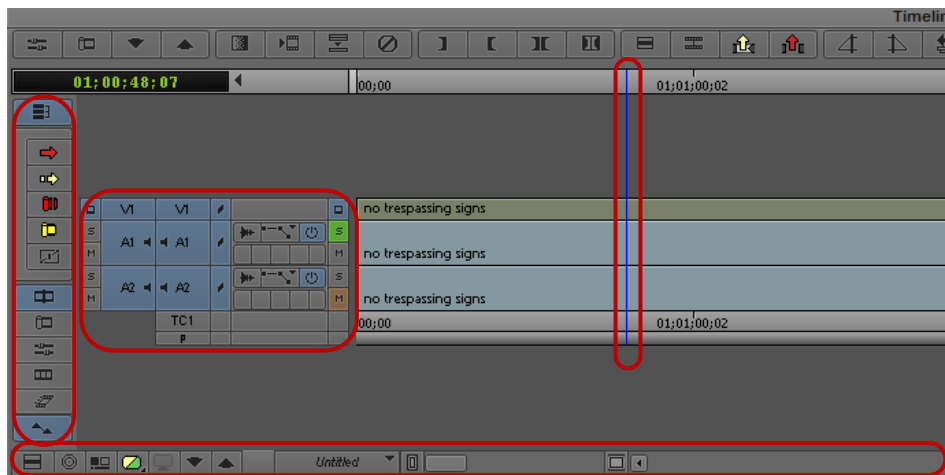 Timelin
01;00;48;07
00;00 01;01;00;02
V1 V1 no trespassing signs
S S
A1 A1
M M no trespassing signs
S S
A2 A2
M M no trespassing signs
TC1 00;00 01;01;00;02
P
Untitled